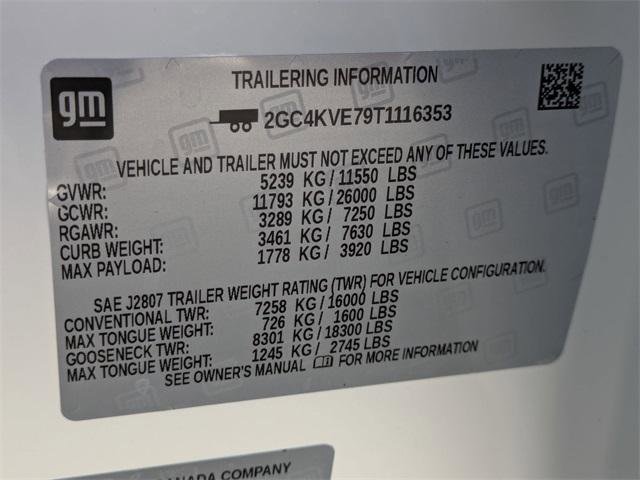 gm
TRAILERING INFORMATION
2GC4KVE79T1116353
VEHICLE AND TRAILER MUST NOT EXCEED ANY OF THESE VALUES.
GVWR: 5239 KG / 11550 LBS
GCWR: 11793 KG / 26000 LBS
RGAWR: 3289 KG / 7250 LBS
CURB WEIGHT: 3461 KG / 7630 LBS
MAX PAYLOAD: 1778 KG / 3920 LBS
SAE J2807 TRAILER WEIGHT RATING (TWR) FOR VEHICLE CONFIGURATION.
CONVENTIONAL TWR: 7258 KG / 16000 LBS
MAX TONGUE WEIGHT: 726 KG / 1600 LBS
GOOSENECK TWR: 8301 KG / 18300 LBS
MAX TONGUE WEIGHT: 1245 KG / 2745 LBS
SEE OWNER'S MANUAL FOR MORE INFORMATION
CANADA COMPANY